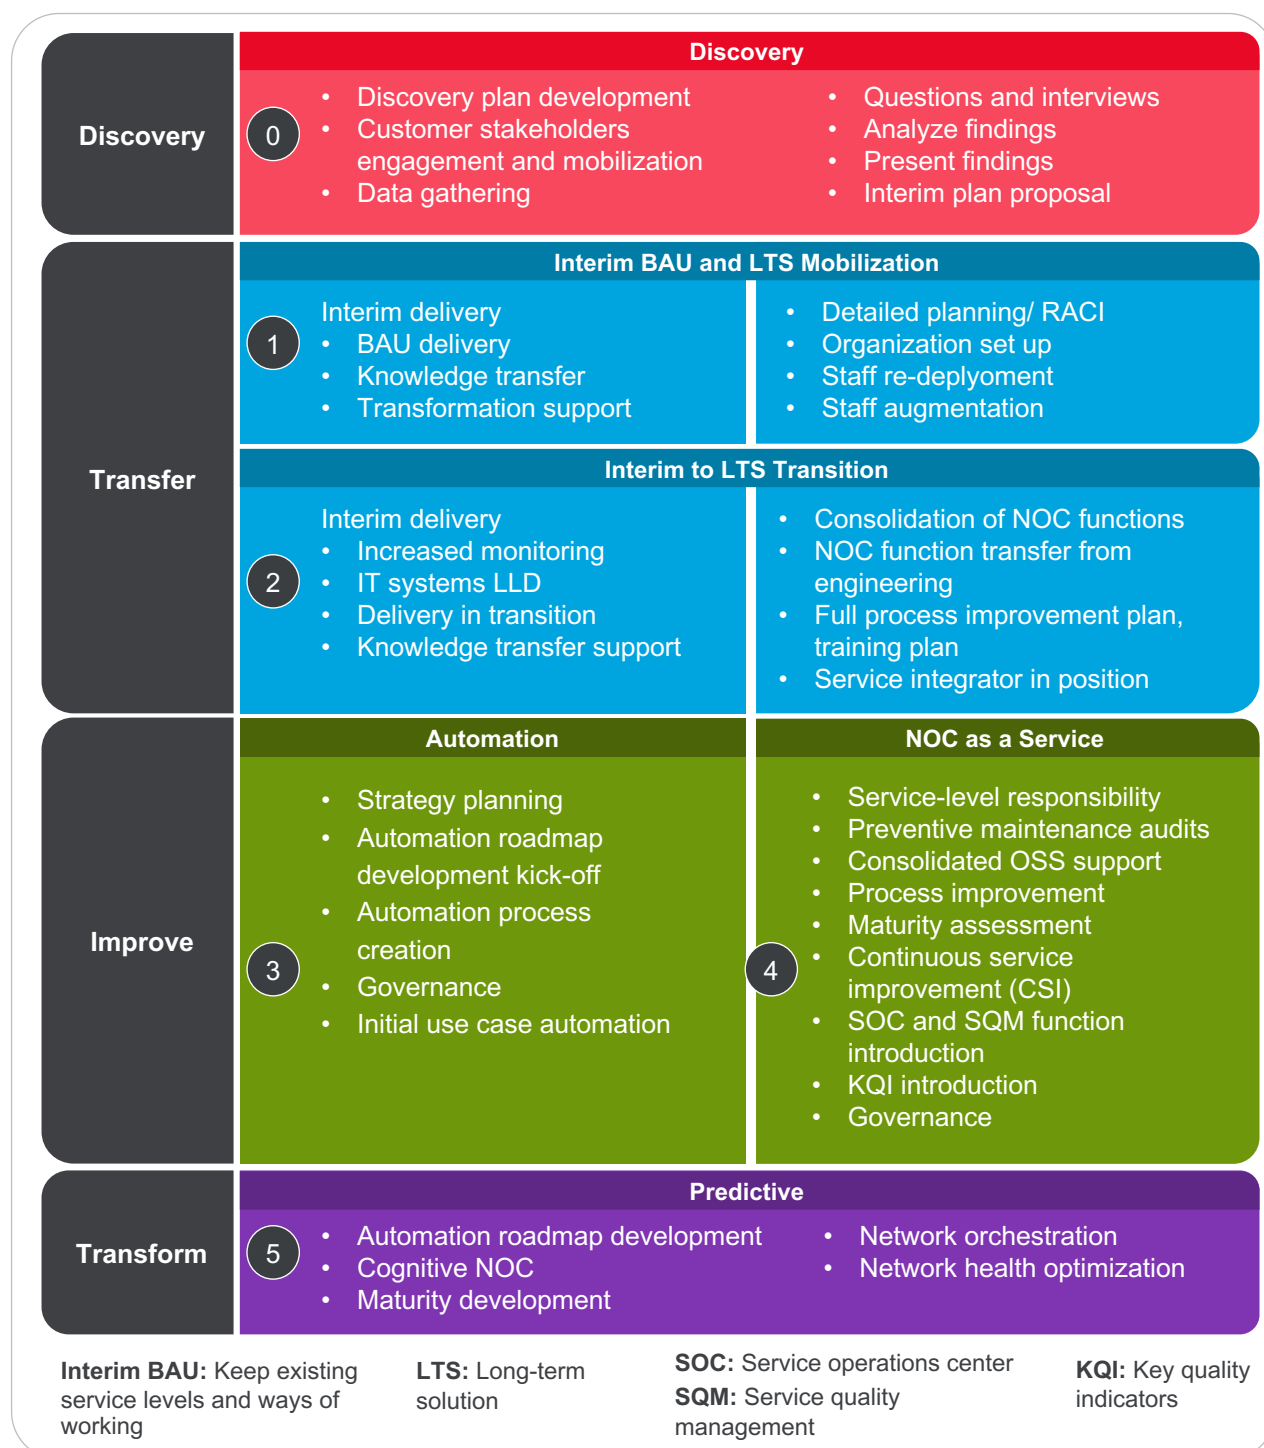 Discovery
Discovery
0
• Discovery plan development
• Customer stakeholders
engagement and mobilization
• Data gathering
• Questions and interviews
• Analyze findings
• Present findings
• Interim plan proposal
Transfer
Interim BAU and LTS Mobilization
1
Interim delivery
• BAU delivery
• Knowledge transfer
• Transformation support
• Detailed planning/ RACI
• Organization set up
• Staff re-deplyoment
• Staff augmentation
Interim to LTS Transition
2
Interim delivery
• Increased monitoring
• IT systems LLD
• Delivery in transition
• Knowledge transfer support
• Consolidation of NOC functions
• NOC function transfer from
engineering
• Full process improvement plan,
training plan
• Service integrator in position
Improve
Automation
3
• Strategy planning
• Automation roadmap
development kick-off
• Automation process
creation
• Governance
• Initial use case automation
NOC as a Service
4
• Service-level responsibility
• Preventive maintenance audits
• Consolidated OSS support
• Process improvement
• Maturity assessment
• Continuous service
improvement (CSI)
• SOC and SQM function
introduction
• KQI introduction
• Governance
Transform
Predictive
5
• Automation roadmap development
• Cognitive NOC
• Maturity development
• Network orchestration
• Network health optimization
Interim BAU: Keep existing
service levels and ways of
working
LTS: Long-term
solution
SOC: Service operations center
SQM: Service quality
management
KQI: Key quality
indicators